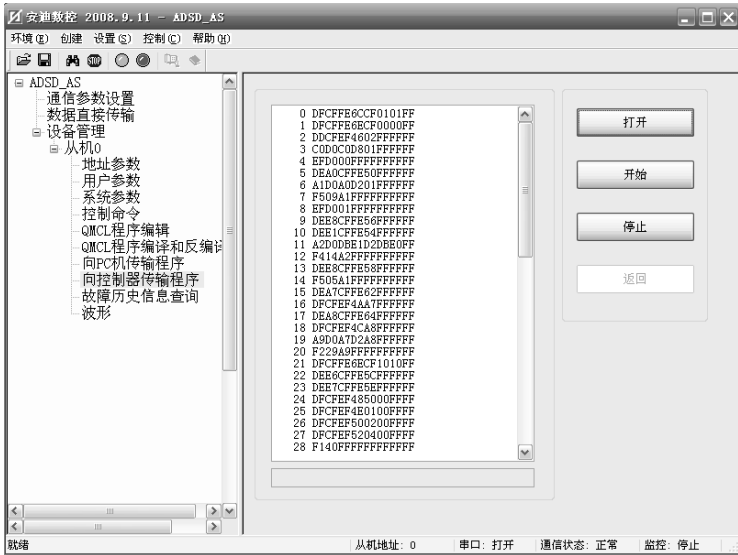 安迪数控 2008.9.11 - ADSD_AS
环境(E) 创建 设置(S) 控制(C) 帮助(H)
ADSD_AS
通信参数设置
数据直接传输
设备管理
从机0
地址参数
用户参数
系统参数
控制命令
QMCL程序编辑
QMCL程序编译和反编译
向PC机传输程序
向控制器传输程序
故障历史信息查询
波形
0 DFCFFE6CCF0101FF
1 DFCFFE6ECF0000FF
2 DDCFEF4602FFFFFF
3 C0D0C0D801FFFFFF
4 EFD000FFFFFFFFFF
5 DEA0CFFE50FFFFFF
6 A1D0A0D201FFFFFF
7 F509A1FFFFFFFFFF
8 EFD001FFFFFFFFFF
9 DEE8CFFE56FFFFFF
10 DEE1CFFE54FFFFFF
11 A2D0DBE1D2DBE0FF
12 F414A2FFFFFFFFFF
13 DEE8CFFE58FFFFFF
14 F505A1FFFFFFFFFF
15 DEA7CFFE62FFFFFF
16 DFCFEF4AA7FFFFFF
17 DEA8CFFE64FFFFFF
18 DFCFEF4CA8FFFFFF
19 A9D0A7D2A8FFFFFF
20 F229A9FFFFFFFFFF
21 DFCFFE6ECF1010FF
22 DEE6CFFE5CFFFFFF
23 DEE7CFFE5EFFFFFF
24 DFCFEF485000FFFF
25 DFCFEF4E0100FFFF
26 DFCFEF500200FFFF
27 DFCFEF520400FFFF
28 F140FFFFFFFFFFFF
打开
开始
停止
返回
就绪
从机地址: 0
串口: 打开
通信状态: 正常
监控: 停止